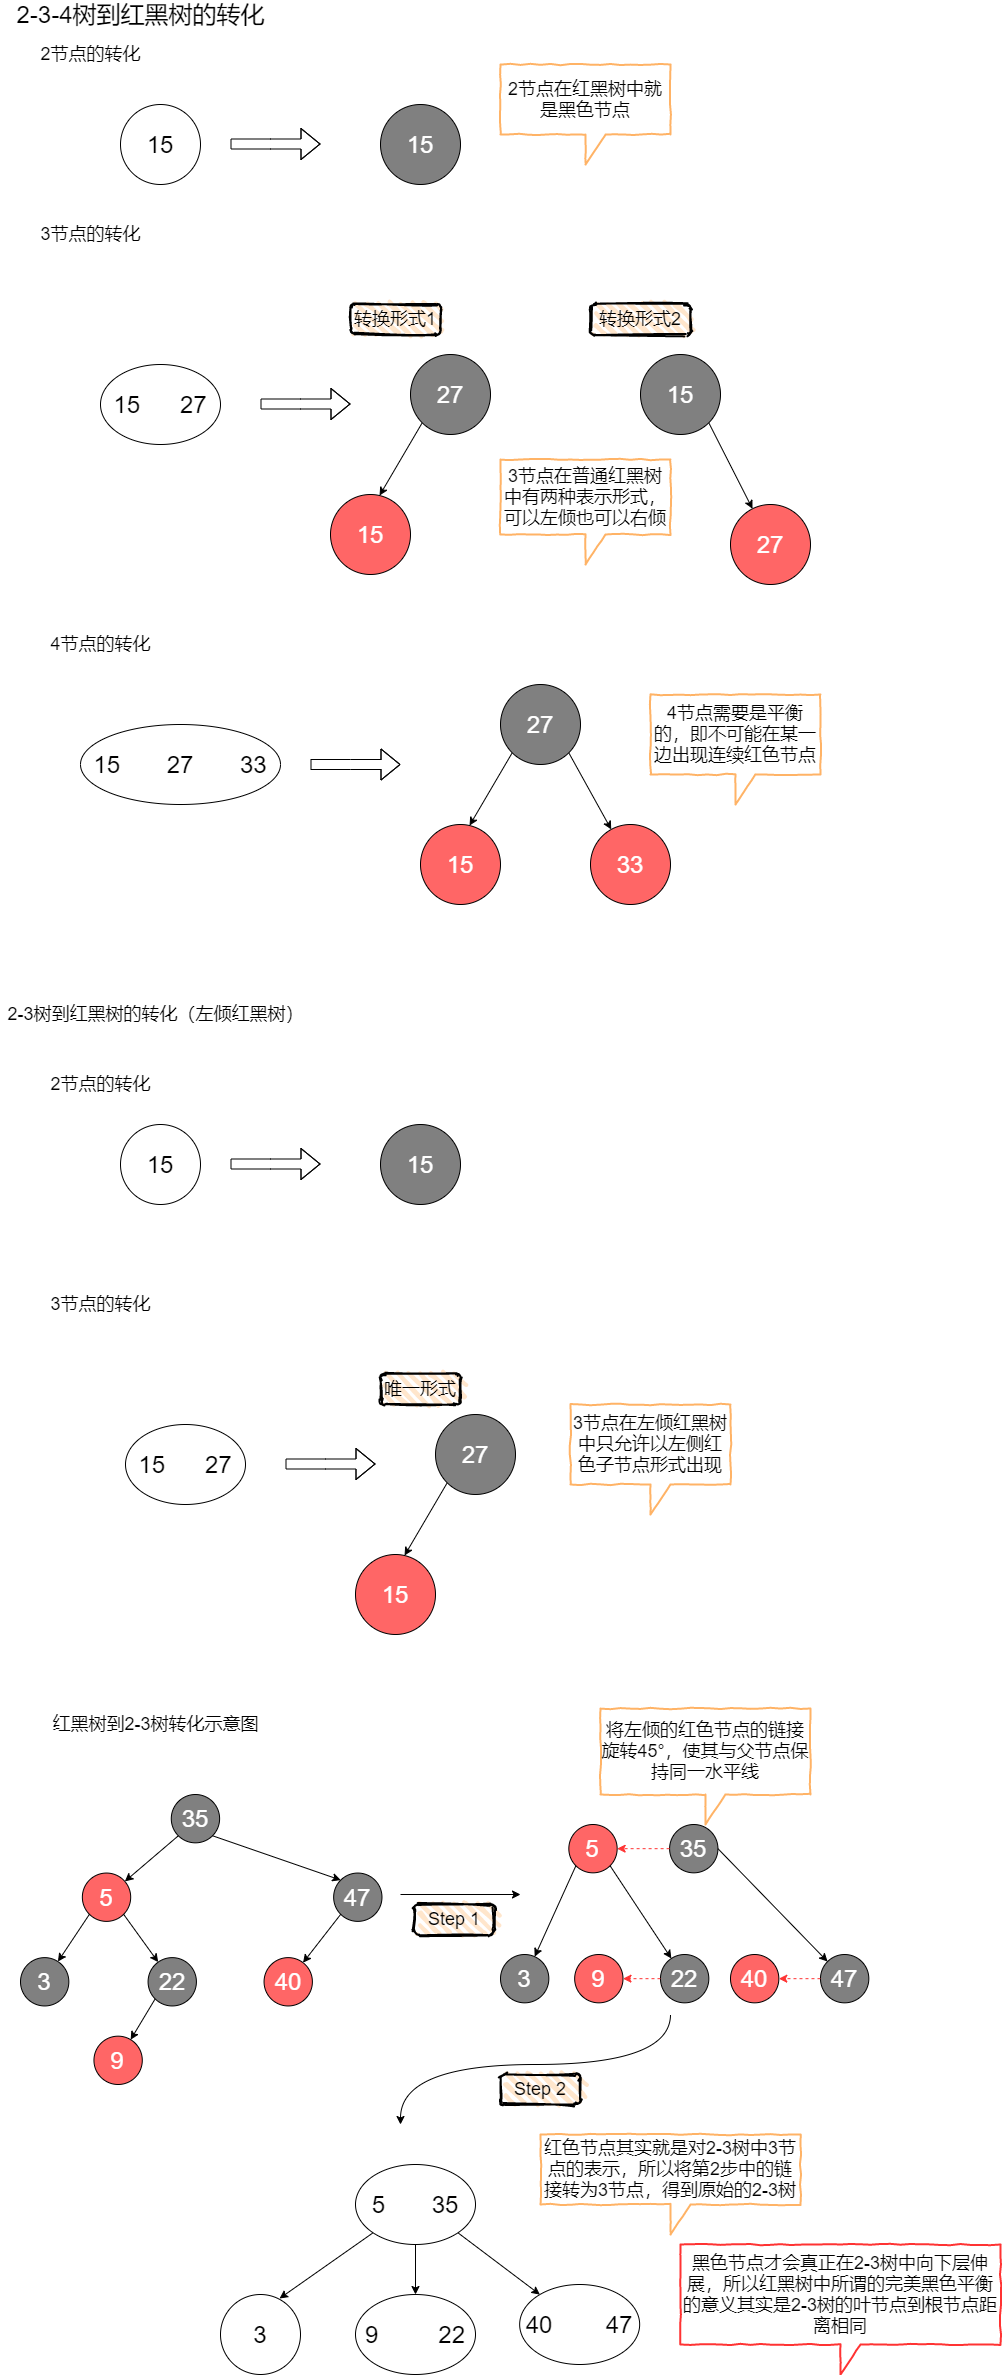 2-3-4树到红黑树的转化
2节点的转化
2节点在红黑树中就
是黑色节点
15
15
3节点的转化
转换形式1
转换形式2
15 27
27
15
3节点在普通红黑树
中有两种表示形式，
可以左倾也可以右倾
15
27
4节点的转化
15 27 33
27
4节点需要是平衡
的，即不可能在某一
边出现连续红色节点
15
33
2-3树到红黑树的转化（左倾红黑树）
2节点的转化
15
15
3节点的转化
唯一形式
15 27
27
3节点在左倾红黑树
中只允许以左侧红
色子节点形式出现
15
红黑树到2-3树转化示意图
将左倾的红色节点的链接
旋转45°，使其与父节点保
持同一水平线
35
5
47
3
22
40
9
Step 1
5
35
3
9
22
40
47
Step 2
红色节点其实就是对2-3树中3节
点的表示，所以将第2步中的链
接转为3节点，得到原始的2-3树
5 35
3
9 22
40 47
黑色节点才会真正在2-3树中向下层伸
展，所以红黑树中所谓的完美黑色平衡
的意义其实是2-3树的叶节点到根节点距
离相同